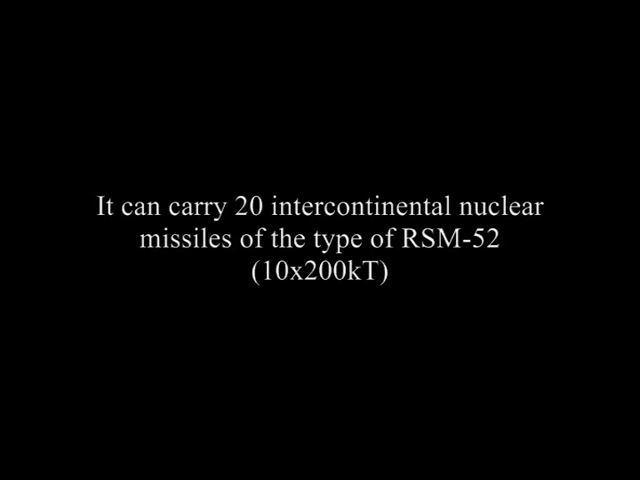 It can carry 20 intercontinental nuclear
missiles of the type of RSM-52
(10x200kT)